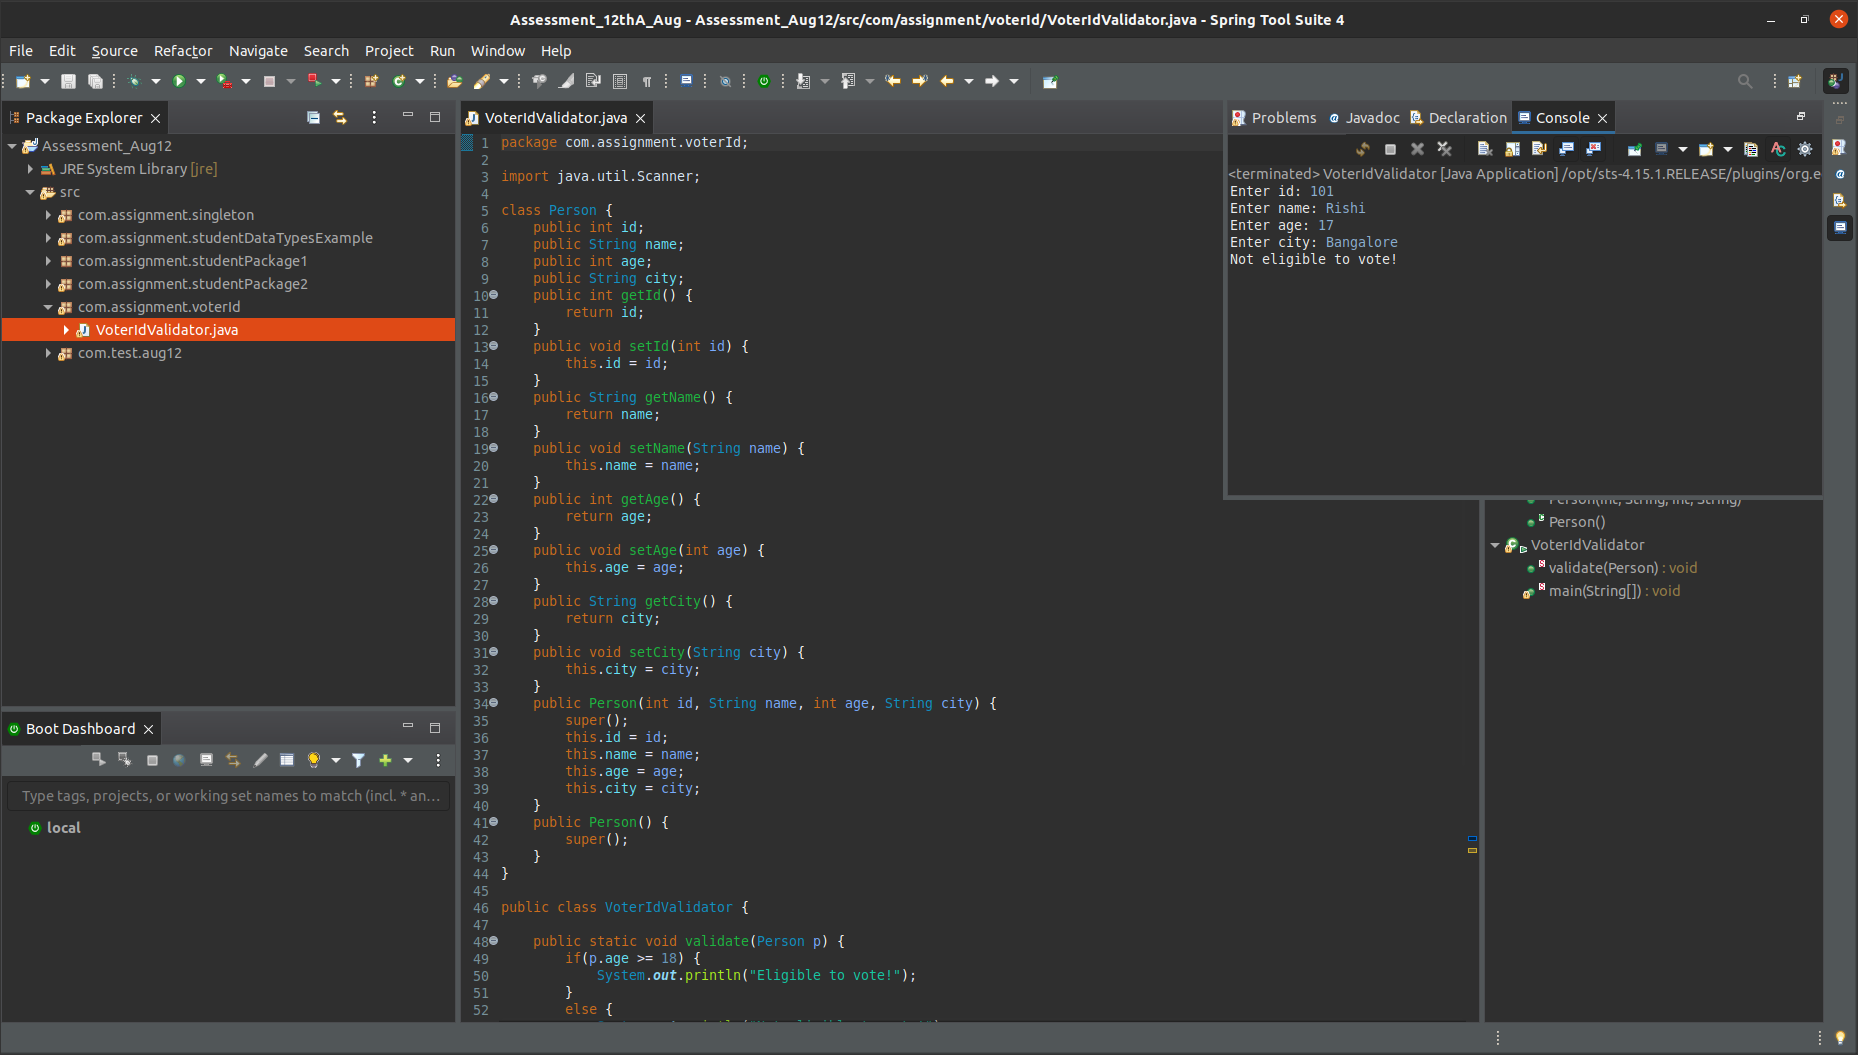 Assessment_12thA_Aug - Assessment_Aug12/src/com/assignment/voterId/VoterIdValidator.java - Spring Tool Suite 4
File Edit Source Refactor Navigate Search Project Run Window Help
Package Explorer
Assessment_Aug12
JRE System Library [jre]
src
com.assignment.singleton
com.assignment.studentDataTypesExample
com.assignment.studentPackage1
com.assignment.studentPackage2
com.assignment.voterId
VoterIdValidator.java
com.test.aug12
Boot Dashboard
Type tags, projects, or working set names to match (incl. * an...
local
VoterIdValidator.java
1 package com.assignment.voterId;
2
3 import java.util.Scanner;
4
5 class Person {
6 public int id;
7 public String name;
8 public int age;
9 public String city;
10 public int getId() {
11 return id;
12 }
13 public void setId(int id) {
14 this.id = id;
15 }
16 public String getName() {
17 return name;
18 }
19 public void setName(String name) {
20 this.name = name;
21 }
22 public int getAge() {
23 return age;
24 }
25 public void setAge(int age) {
26 this.age = age;
27 }
28 public String getCity() {
29 return city;
30 }
31 public void setCity(String city) {
32 this.city = city;
33 }
34 public Person(int id, String name, int age, String city) {
35 super();
36 this.id = id;
37 this.name = name;
38 this.age = age;
39 this.city = city;
40 }
41 public Person() {
42 super();
43 }
44 }
45
46 public class VoterIdValidator {
47
48 public static void validate(Person p) {
49 if(p.age >= 18) {
50 System.out.println("Eligible to vote!");
51 }
52 else {
Problems Javadoc Declaration Console
<terminated> VoterIdValidator [Java Application] /opt/sts-4.15.1.RELEASE/plugins/org.e
Enter id: 101
Enter name: Rishi
Enter age: 17
Enter city: Bangalore
Not eligible to vote!
Person(int, String, int, String)
Person()
VoterIdValidator
validate(Person) : void
main(String[]) : void